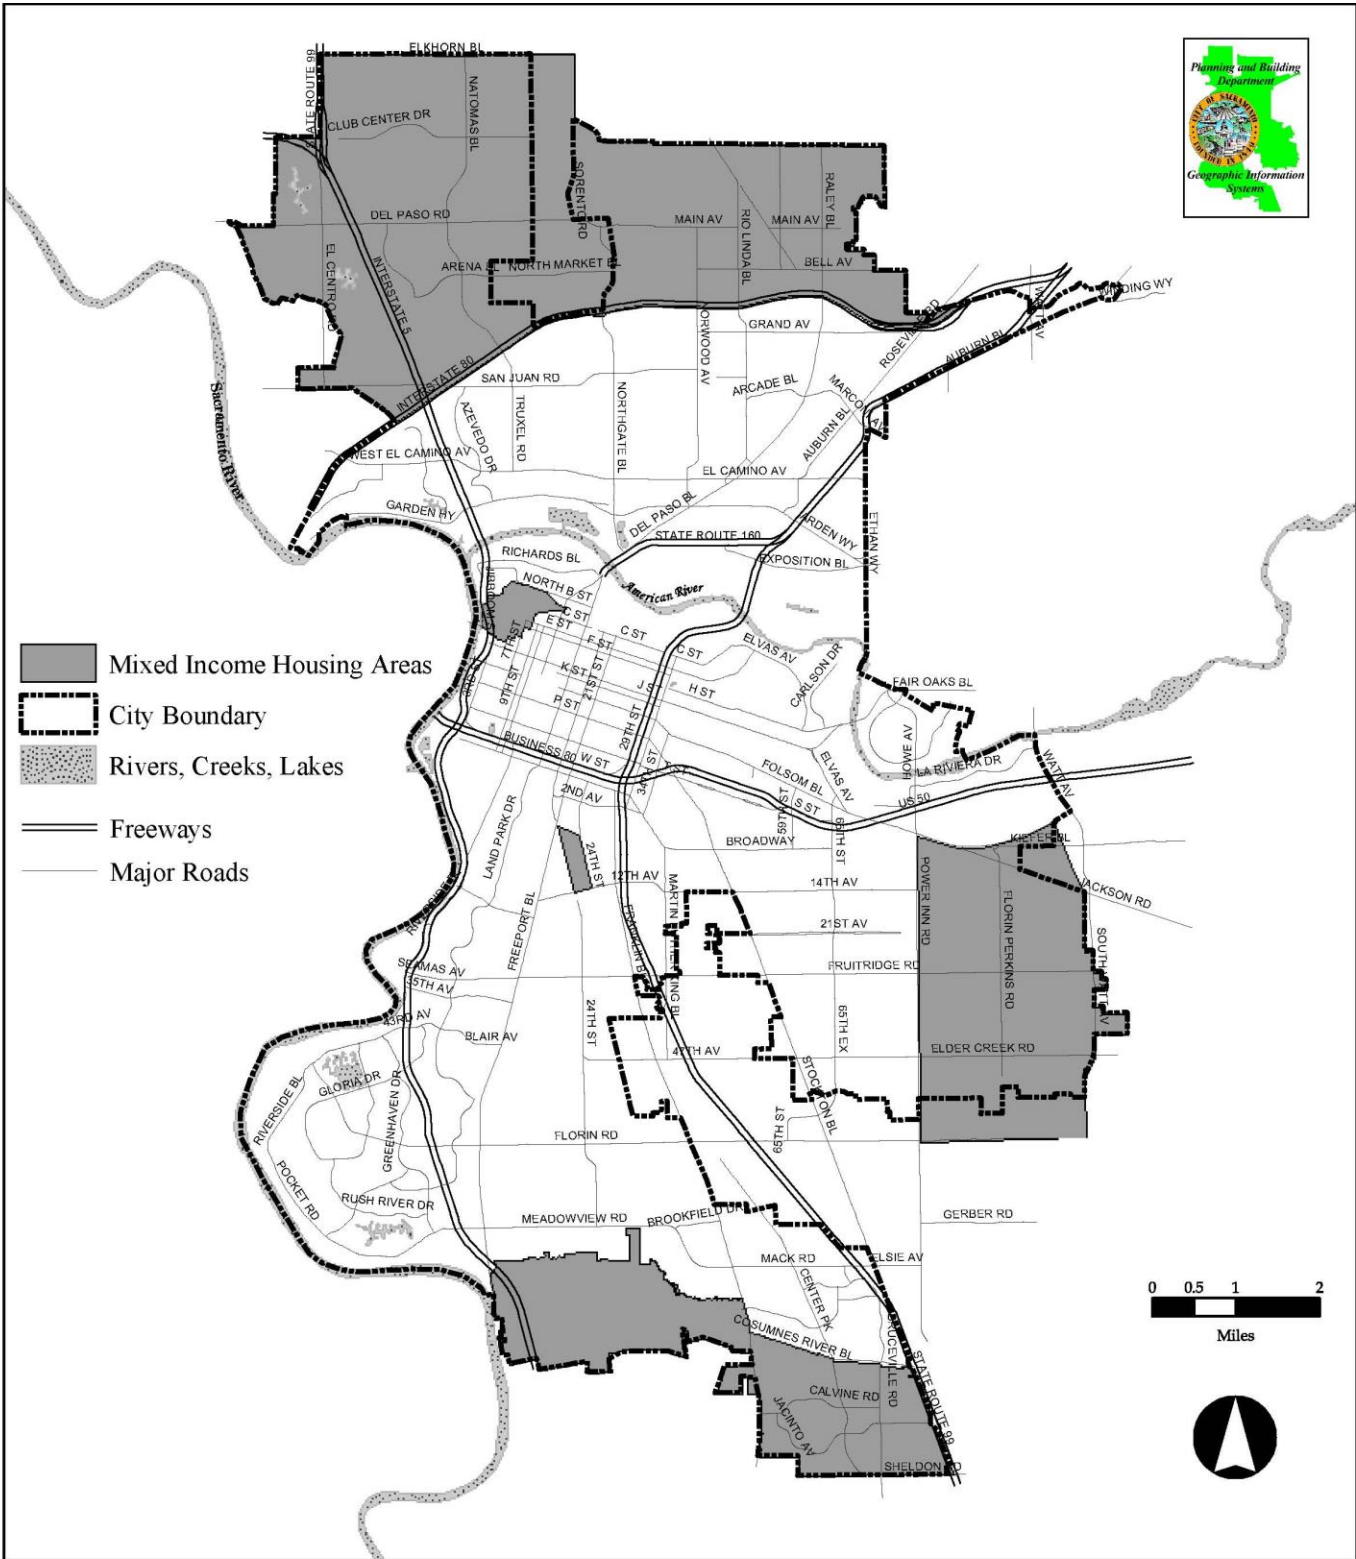 ELKHORN BL
STATE ROUTE 99
NATOMAS BL
CLUB CENTER DR
Planning and Building
Department
CITY OF SACRAMENTO
Geographic Information
Systems
SORENTO RD
RALEY BL
DEL PASO RD
MAIN AV
RIO LINDA BL
MAIN AV
EL CENTRO RD
INTERSTATE 5
ARENA BL
NORTH MARKET BL
BELL AV
WINDING WY
GRAND AV
ROSEVILLE RD
AUBURN BL
INTERSTATE 80
SAN JUAN RD
NORWOOD AV
ARCADE BL
AZEVEDO DR
TRUXEL RD
NORTHGATE BL
AUBURN BL
Sacramento River
WEST EL CAMINO AV
EL CAMINO AV
GARDEN HY
DEL PASO BL
ARDEN WY
ETHAN WY
STATE ROUTE 160
RICHARDS BL
EXPOSITION BL
NORTH B ST
American River
C ST
E ST
F ST
C ST
C ST
ELVAS AV
7TH ST
CARLSON DR
K ST
J ST
H ST
FAIR OAKS BL
9TH ST
21ST ST
P ST
29TH ST
HOWE AV
BUSINESS 80
W ST
34TH ST
FOLSOM BL
ELVAS AV
LA RIVIERA DR
WATT AV
2ND AV
59TH ST
S ST
US 50
65TH ST
LAND PARK DR
BROADWAY
KIEFER BL
24TH ST
12TH AV
14TH AV
JACKSON RD
FREEPORT BL
21ST AV
POWER INN RD
FLORIN PERKINS RD
SEAMAS AV
FRUITRIDGE RD
35TH AV
43RD AV
24TH ST
BLAIR AV
47TH AV
65TH EX
ELDER CREEK RD
RIVERSIDE BL
GLORIA DR
GREENHAVEN DR
STOCKTON BL
65TH ST
FLORIN RD
POCKET RD
RUSH RIVER DR
MEADOWVIEW RD
BROOKFIELD DR
GERBER RD
MACK RD
ELSIE AV
CENTER PK
COSUMNES RIVER BL
BRUCEVILLE RD
STATE ROUTE 99
CALVINE RD
JACINTO AV
SHELDON RD
Mixed Income Housing Areas
City Boundary
Rivers, Creeks, Lakes
Freeways
Major Roads
0 0.5 1 2
Miles